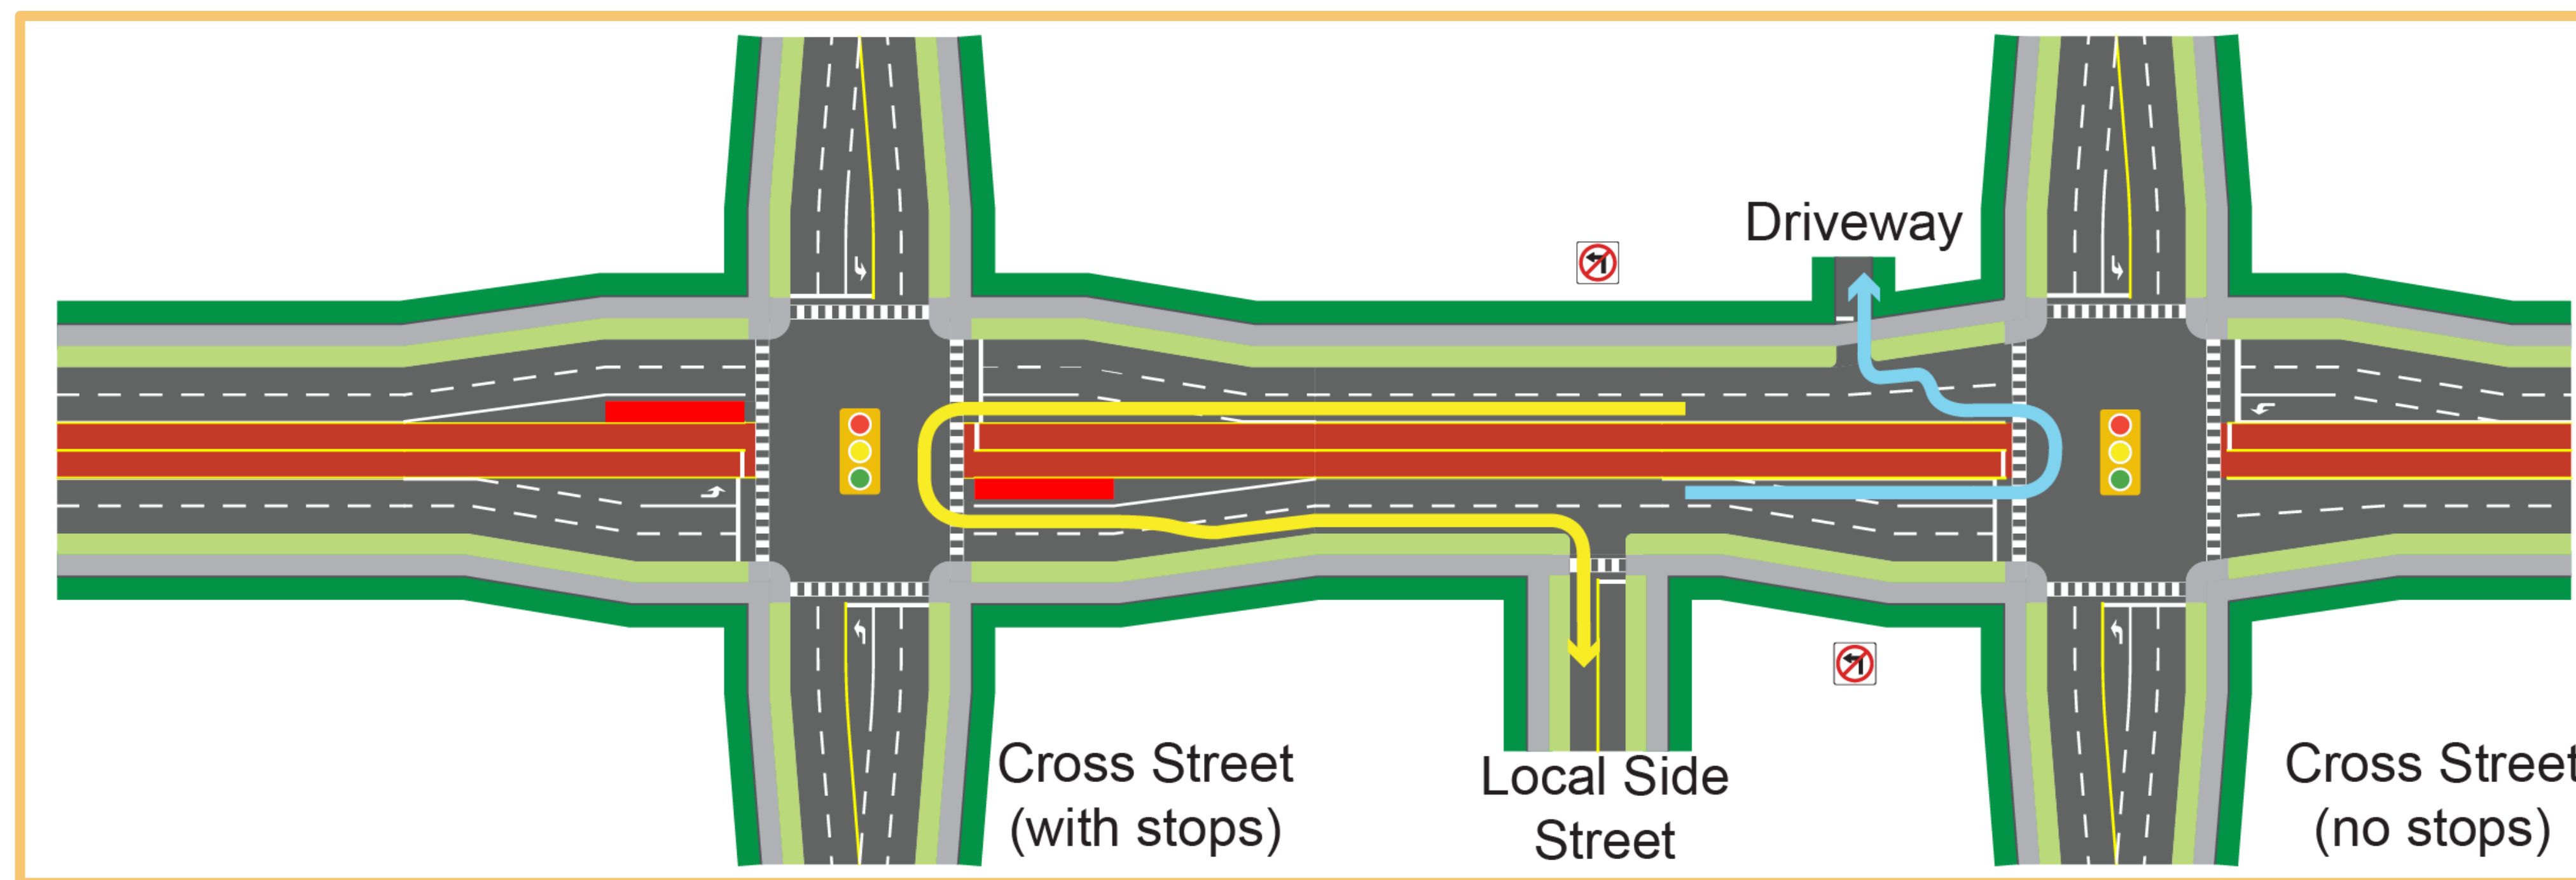 Driveway
Cross Street
(with stops)
Local Side
Street
Cross Street
(no stops)